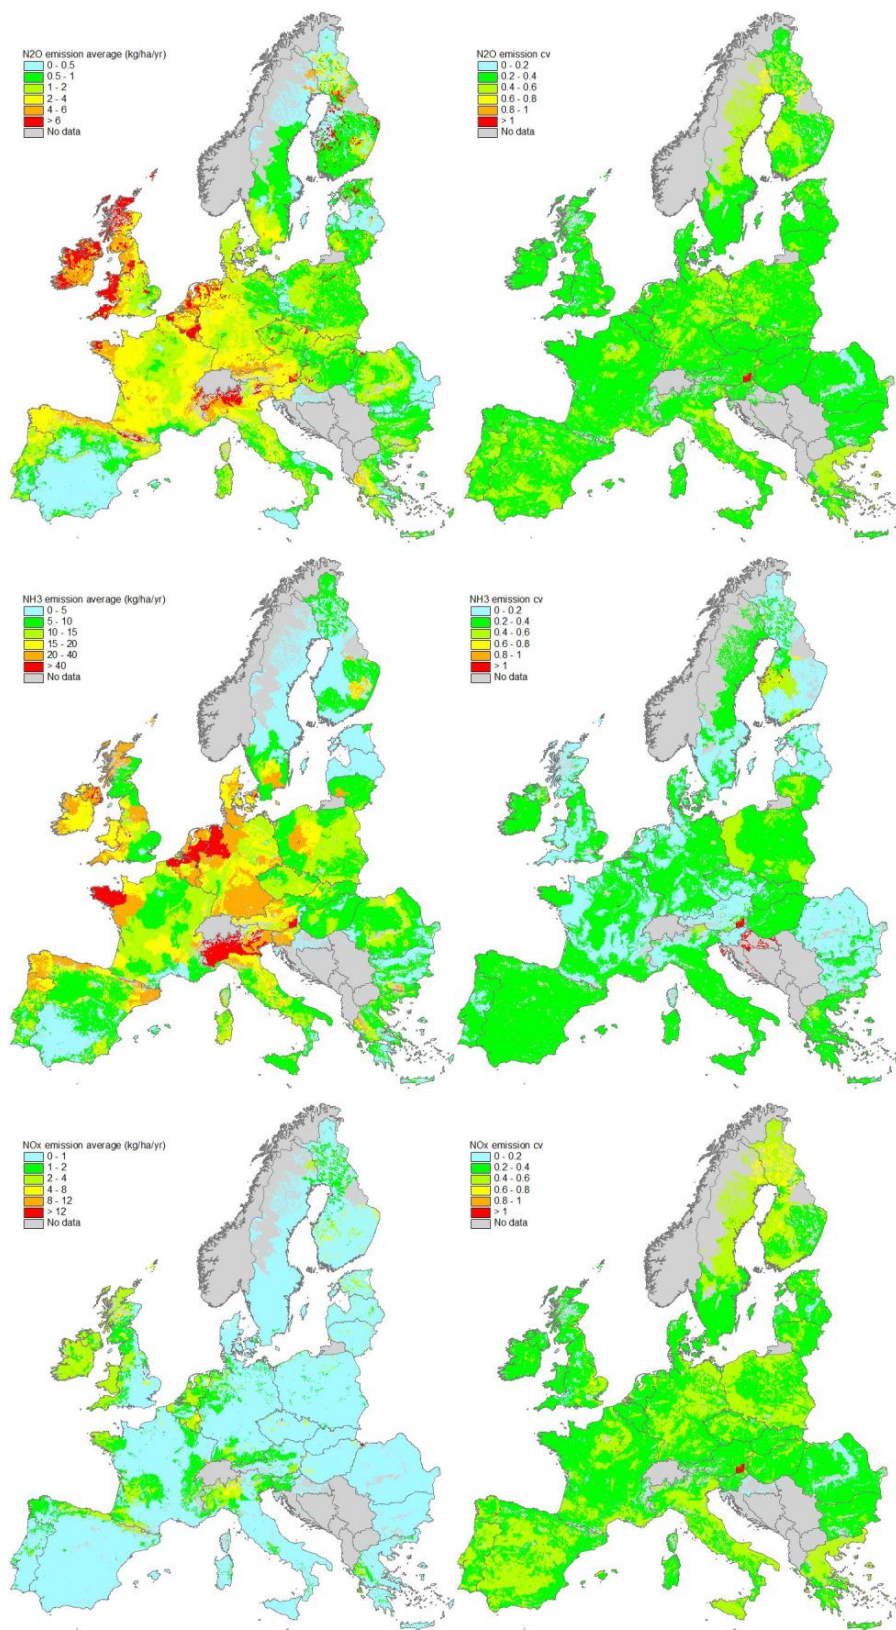 N2O emission average (kg/ha/yr)
0 - 0.5
0.5 - 1
1 - 2
2 - 4
4 - 6
> 6
No data
N2O emission cv
0 - 0.2
0.2 - 0.4
0.4 - 0.6
0.6 - 0.8
0.8 - 1
> 1
No data
NH3 emission average (kg/ha/yr)
0 - 5
5 - 10
10 - 15
15 - 20
20 - 40
> 40
No data
NH3 emission cv
0 - 0.2
0.2 - 0.4
0.4 - 0.6
0.6 - 0.8
0.8 - 1
> 1
No data
NOx emission average (kg/ha/yr)
0 - 1
1 - 2
2 - 4
4 - 8
8 - 12
> 12
No data
NOx emission cv
0 - 0.2
0.2 - 0.4
0.4 - 0.6
0.6 - 0.8
0.8 - 1
> 1
No data